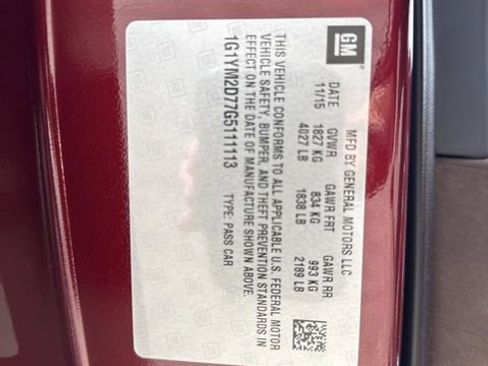 GM
MFD BY GENERAL MOTORS LLC
DATE GVWR GAWR FRT GAWR RR
11/15 1827 KG 834 KG 993 KG
4027 LB 1838 LB 2189 LB
THIS VEHICLE CONFORMS TO ALL APPLICABLE U.S. FEDERAL MOTOR
VEHICLE SAFETY, BUMPER, AND THEFT PREVENTION STANDARDS IN
EFFECT ON THE DATE OF MANUFACTURE SHOWN ABOVE.
1G1YM2D77G5111113 TYPE: PASS CAR